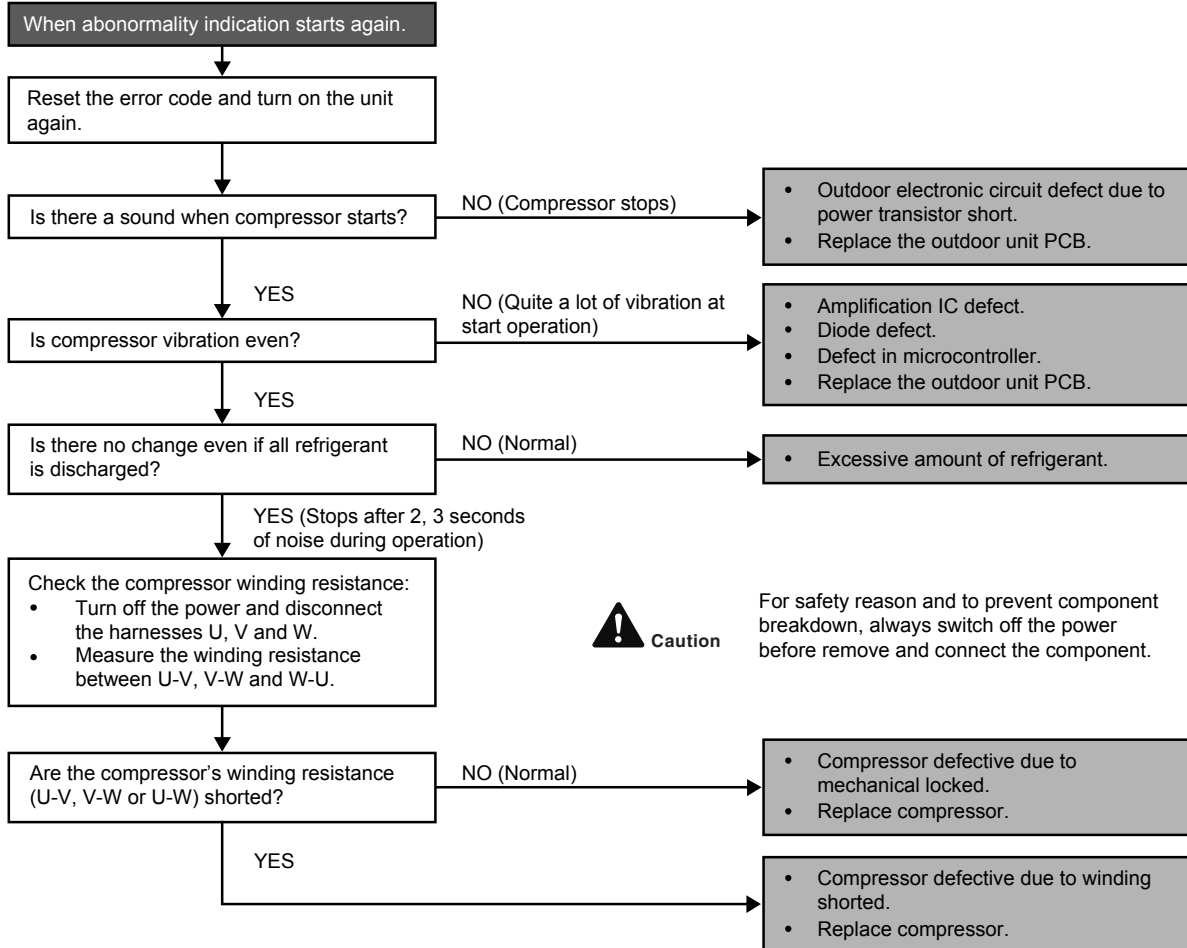 When abonormality indication starts again.
Reset the error code and turn on the unit
again.
Is there a sound when compressor starts?
NO (Compressor stops)
• Outdoor electronic circuit defect due to
power transistor short.
• Replace the outdoor unit PCB.
YES
Is compressor vibration even?
NO (Quite a lot of vibration at
start operation)
• Amplification IC defect.
• Diode defect.
• Defect in microcontroller.
• Replace the outdoor unit PCB.
YES
Is there no change even if all refrigerant
is discharged?
NO (Normal)
• Excessive amount of refrigerant.
YES (Stops after 2, 3 seconds
of noise during operation)
Check the compressor winding resistance:
• Turn off the power and disconnect
the harnesses U, V and W.
• Measure the winding resistance
between U-V, V-W and W-U.
Caution
For safety reason and to prevent component
breakdown, always switch off the power
before remove and connect the component.
Are the compressor’s winding resistance
(U-V, V-W or U-W) shorted?
NO (Normal)
• Compressor defective due to
mechanical locked.
• Replace compressor.
YES
• Compressor defective due to winding
shorted.
• Replace compressor.